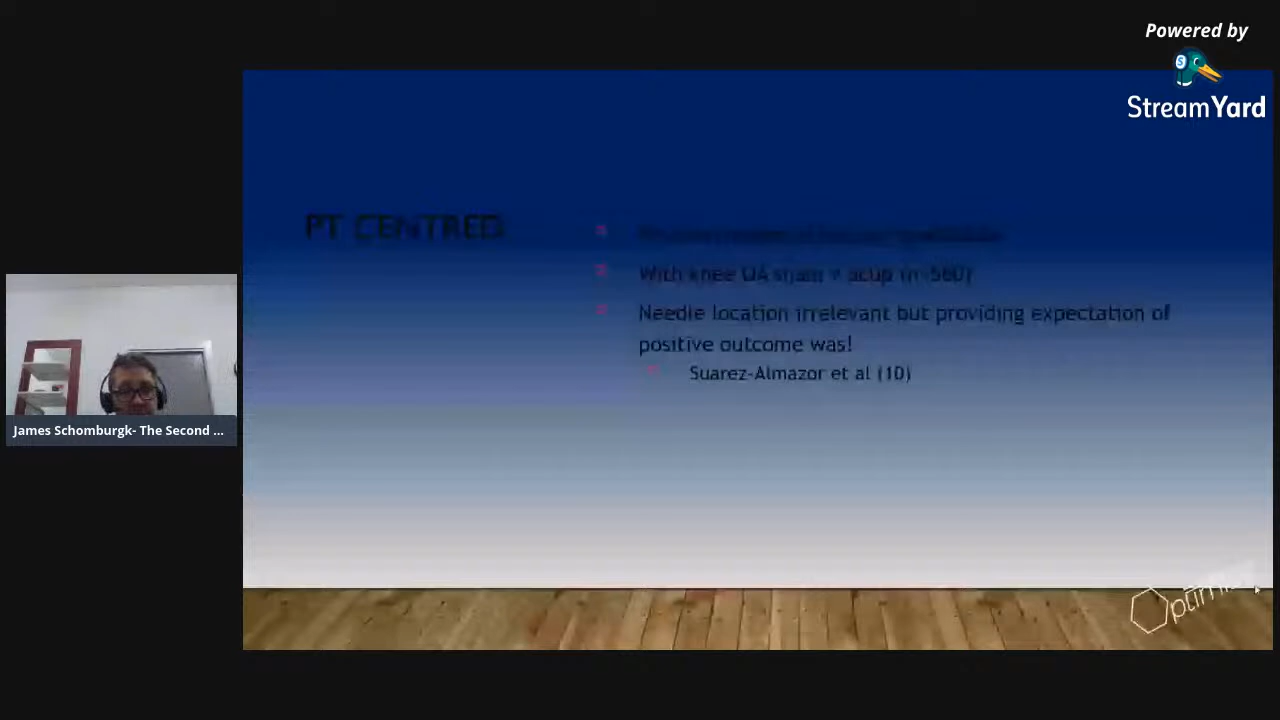 Powered by
StreamYard
PT CENTRED
With knee OA sham v acup (n=560)
Needle location irrelevant but providing expectation of
positive outcome was!
Suarez-Almazor et al (10)
James Schomburgk- The Second ...